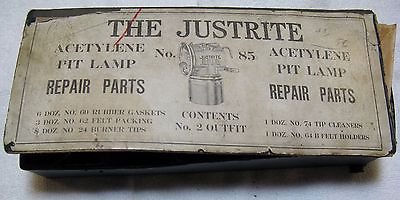 THE JUSTRITE
ACETYLENE
PIT LAMP
REPAIR PARTS
6 DOZ. NO. 60 RUBBER GASKETS
3 DOZ. NO. 62 FELT PACKING
DOZ. NO 24 BURNER TIPS
No. 85
JUSTRITE
CONTENTS
No. 2 OUTFIT
ACETYLENE
PIT LAMP
REPAIR PARTS
1 DOZ. NO. 74 TIP CLEANERS
1 DOZ. NO. 64 B FELT HOLDERS